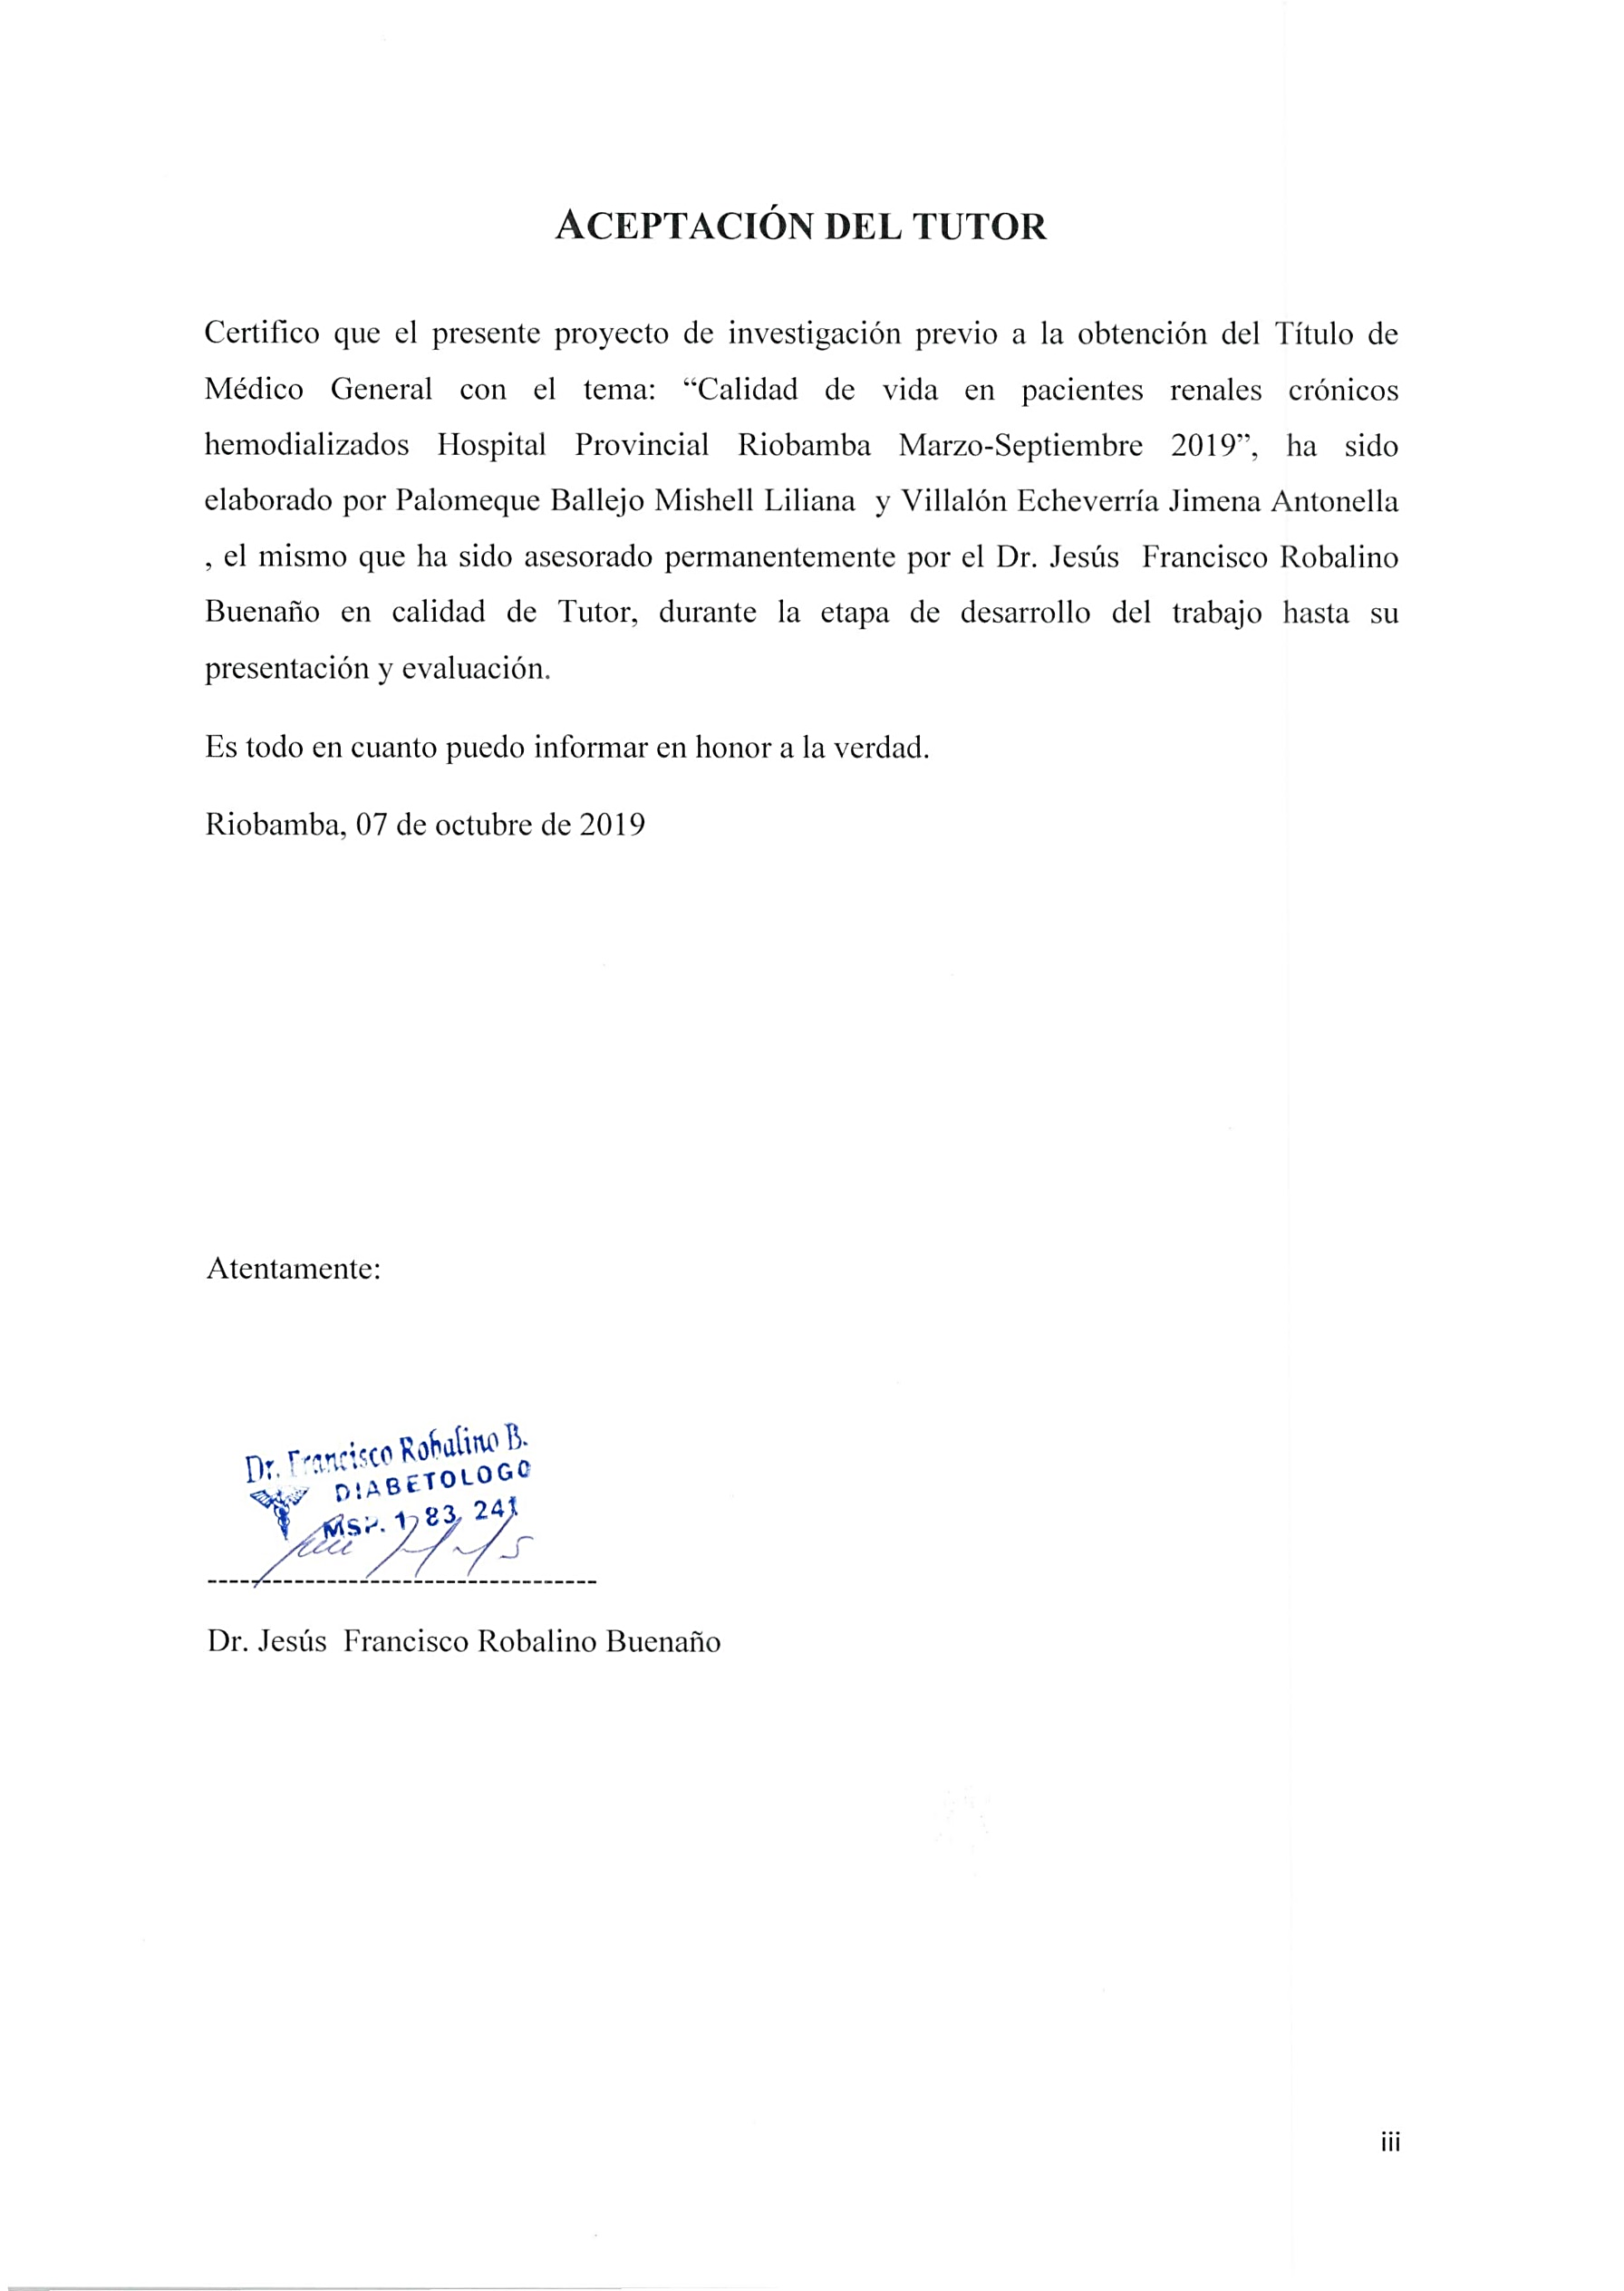 ACEPTACIÓN DEL TUTOR
Certifico que el presente proyecto de investigación previo a la obtención del Título de
Médico General con el tema: “Calidad de vida en pacientes renales crónicos
hemodializados Hospital Provincial Riobamba Marzo-Septiembre 2019”, ha sido
elaborado por Palomeque Ballejo Mishell Liliana y Villalón Echeverría Jimena Antonella
, el mismo que ha sido asesorado permanentemente por el Dr. Jesús Francisco Robalino
Buenaño en calidad de Tutor, durante la etapa de desarrollo del trabajo hasta su
presentación y evaluación.
Es todo en cuanto puedo informar en honor a la verdad.
Riobamba, 07 de octubre de 2019
Atentamente:
Dr. Francisco Robalino B.
DIABETOLOGO
MSP. 1 83 241
Dr. Jesús Francisco Robalino Buenaño
iii